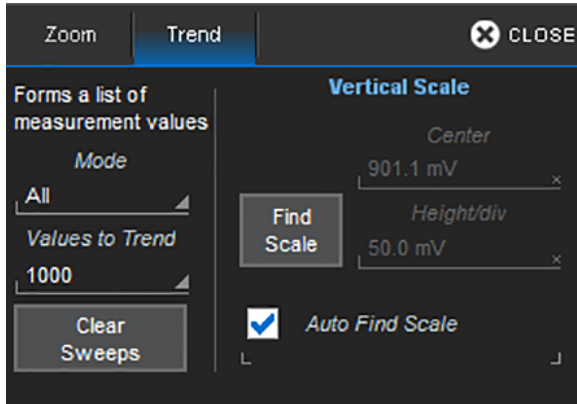 Zoom
Trend
CLOSE
Forms a list of
measurement values
Mode
All
Values to Trend
1000
Clear
Sweeps
Vertical Scale
Center
901.1 mV
Find
Scale
Height/div
50.0 mV
Auto Find Scale